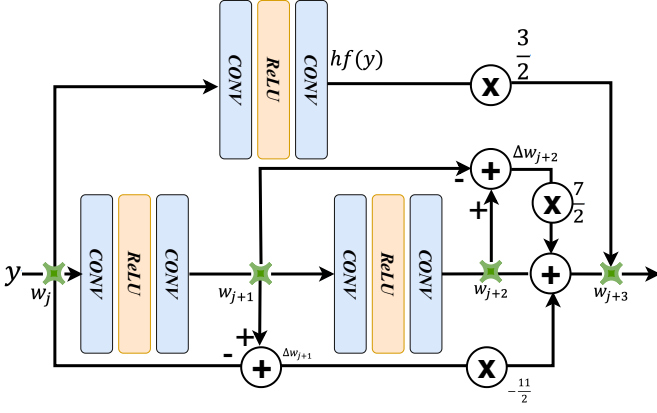 CONV
ReLU
CONV
hf(y)
x
3/2
-
+
Δw_{j+2}
+
x
7/2
CONV
ReLU
CONV
CONV
ReLU
CONV
y
w_j
w_{j+1}
w_{j+2}
+
w_{j+3}
+
-
+
Δw_{j+1}
x
-11/2